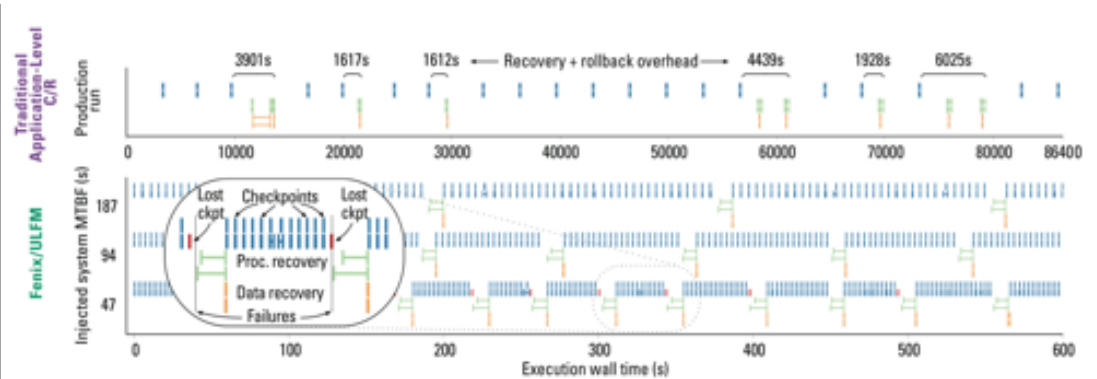 Traditional
Application-Level
C/R
Production
run
3901s
1617s
1612s
Recovery + rollback overhead
4439s
1928s
6025s
0
10000
20000
30000
40000
50000
60000
70000
80000
86400
Fenix/ULFM
Injected system MTBF (s)
187
94
47
Lost
ckpt
Checkpoints
Lost
ckpt
Proc. recovery
Data recovery
Failures
0
100
200
300
400
500
600
Execution wall time (s)